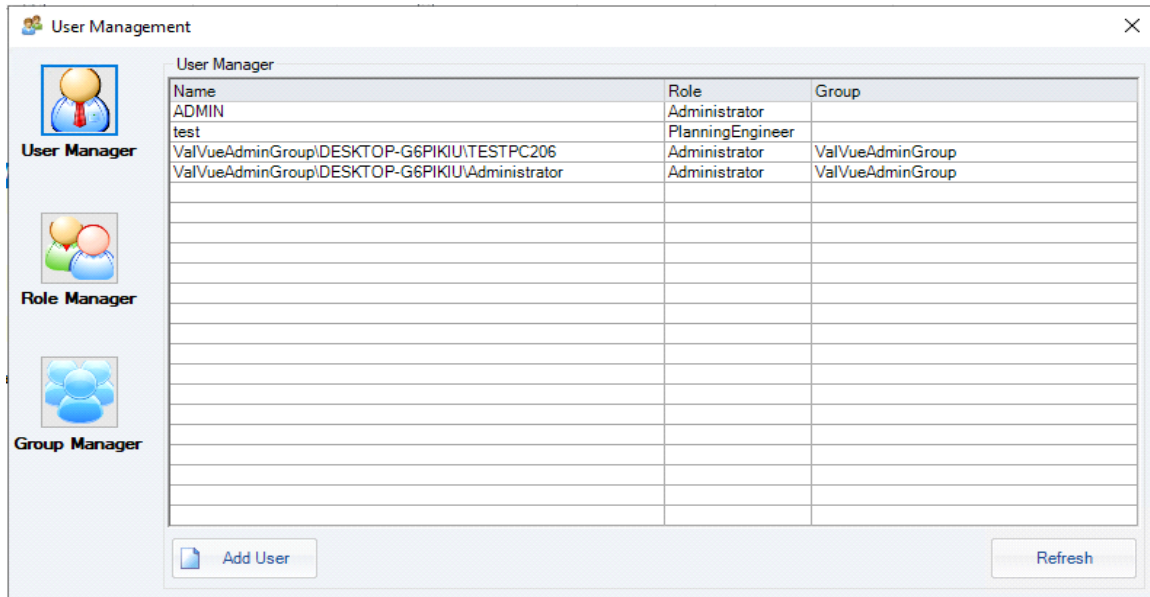 User Management
User Manager
Role Manager
Group Manager
User Manager
Name Role Group
ADMIN Administrator
test PlanningEngineer
ValVueAdminGroup\DESKTOP-G6PIKIU\TESTPC206 Administrator ValVueAdminGroup
ValVueAdminGroup\DESKTOP-G6PIKIU\Administrator Administrator ValVueAdminGroup
Add User
Refresh